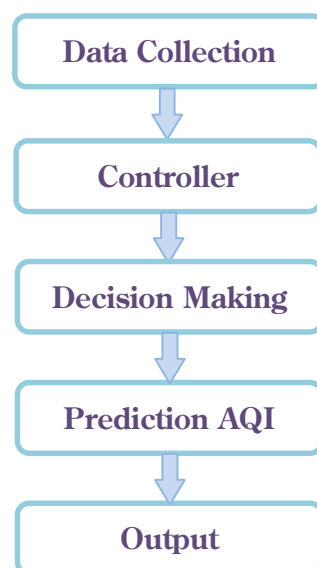 Data Collection
Controller
Decision Making
Prediction AQI
Output